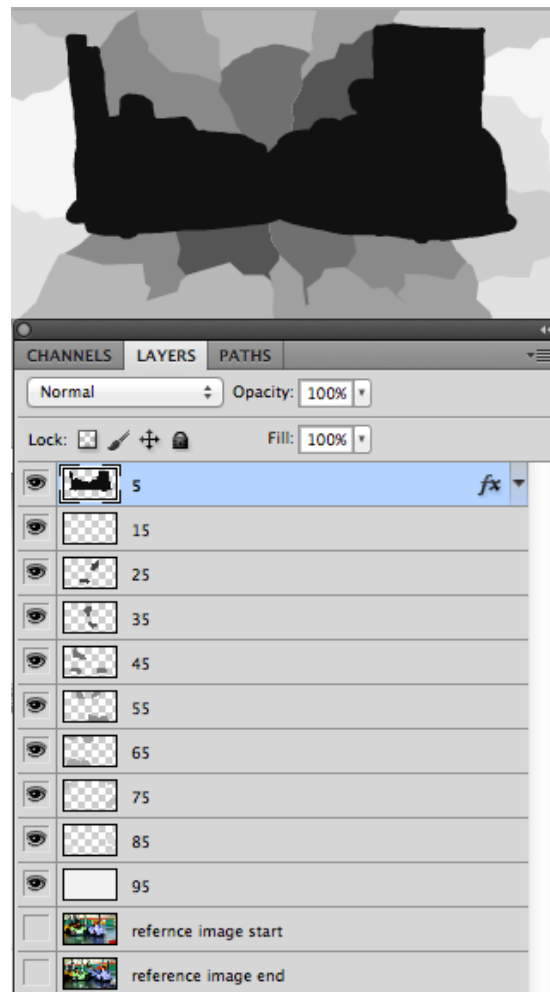 CHANNELS LAYERS PATHS
Normal Opacity: 100%
Lock: Fill: 100%
5 fx
15
25
35
45
55
65
75
85
95
refernce image start
reference image end